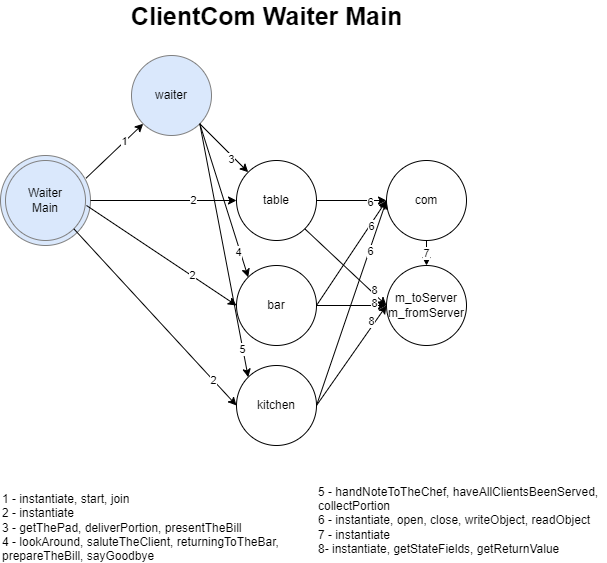 ClientCom Waiter Main
waiter
1
Waiter
Main
3
2
table
6
com
6
4
6
7
2
8
bar
8
m_toServer
m_fromServer
8
5
2
kitchen
1 - instantiate, start, join
2 - instantiate
3 - getThePad, deliverPortion, presentTheBill
4 - lookAround, saluteTheClient, returningToTheBar,
prepareTheBill, sayGoodbye
5 - handNoteToTheChef, haveAllClientsBeenServed,
collectPortion
6 - instantiate, open, close, writeObject, readObject
7 - instantiate
8- instantiate, getStateFields, getReturnValue